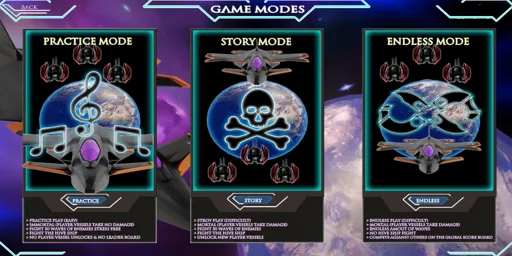 BACK
GAME MODES
PRACTICE MODE
» PRACTICE PLAY (EASY)
» IMMORTAL (PLAYER VESSELS TAKE NO DAMAGE)
» FIGHT 50 WAVES OF ENEMIES STRESS FREE
» FIGHT THE HIVE SHIP
» NO PLAYER VESSEL UNLOCKS & NO LEADER BOARD
PRACTICE
STORY MODE
STORY
» STROY PLAY (DIFFICULT)
» MORTAL (PLAYER VESSELS TAKE DAMAGE)
» FIGHT 50 WAVES OF ENEMIES
» FIGHT THE HIVE SHIP
» UNLOCK NEW PLAYER VESSELS
ENDLESS MODE
ENDLESS
» ENDLESS PLAY (DIFFICULT)
» MORTAL (PLAYER VESSELS TAKE DAMAGE)
» ENDLESS AMOUT OF WAVES
» NO HIVE SHIP FIGHT
» COMPETE AGAINST OTHERS ON THE GLOBAL SCORE BOARD